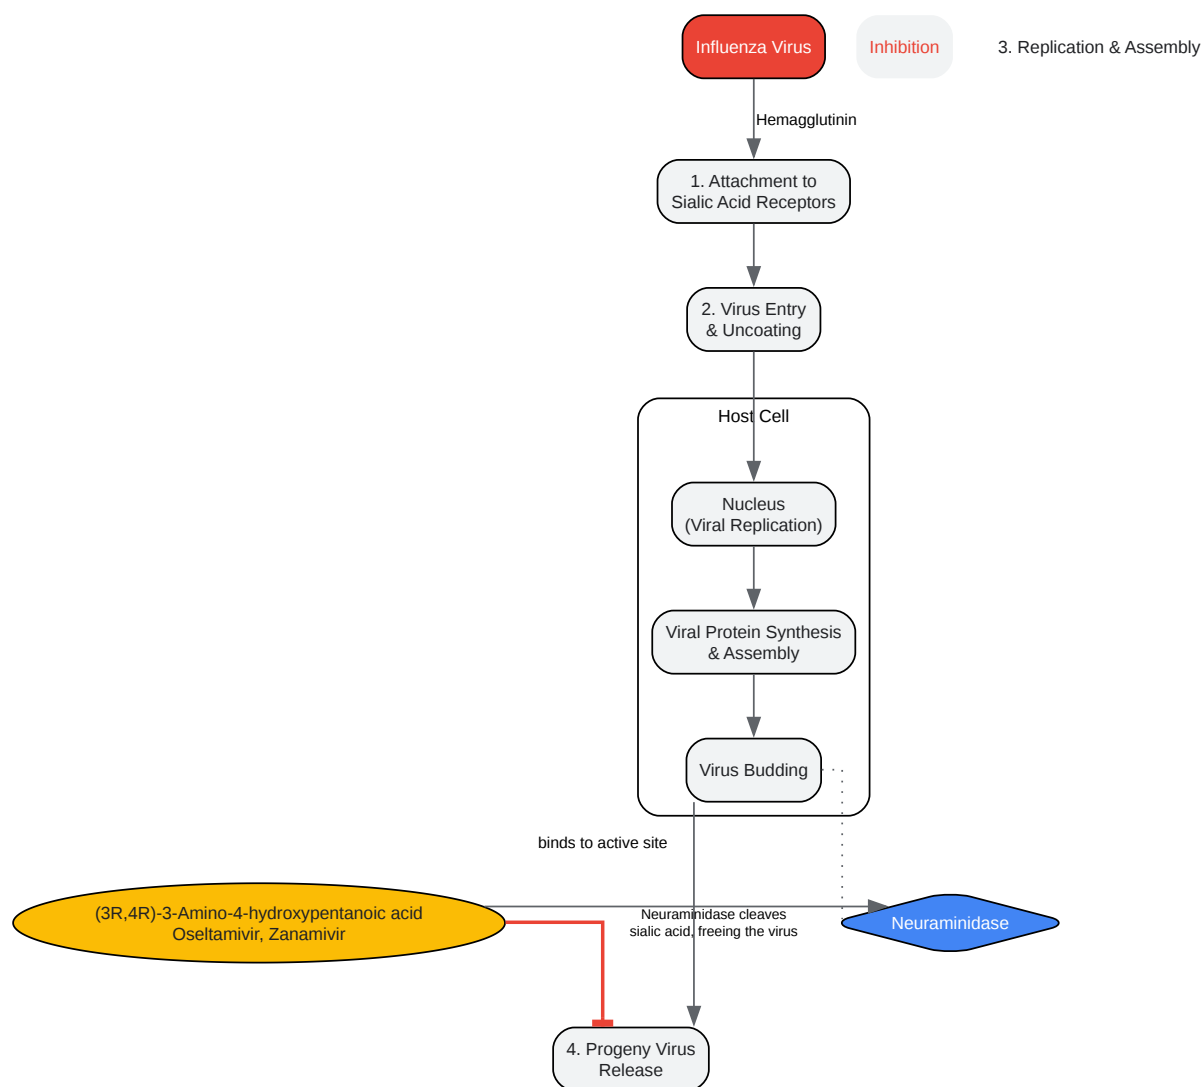 Influenza Virus
Inhibition
3. Replication & Assembly
Hemagglutinin
1. Attachment to
Sialic Acid Receptors
2. Virus Entry
& Uncoating
Host Cell
Nucleus
(Viral Replication)
Viral Protein Synthesis
& Assembly
Virus Budding
binds to active site
(3R,4R)-3-Amino-4-hydroxypentanoic acid
Oseltamivir, Zanamivir
Neuraminidase cleaves
sialic acid, freeing the virus
Neuraminidase
4. Progeny Virus
Release